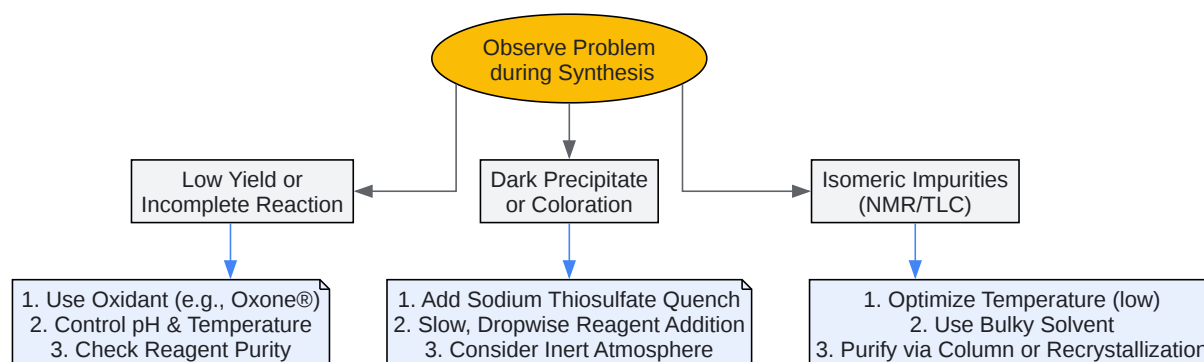 Observe Problem
during Synthesis
Low Yield or
Incomplete Reaction
Dark Precipitate
or Coloration
Isomeric Impurities
(NMR/TLC)
1. Use Oxidant (e.g., Oxone®)
2. Control pH & Temperature
3. Check Reagent Purity
1. Add Sodium Thiosulfate Quench
2. Slow, Dropwise Reagent Addition
3. Consider Inert Atmosphere
1. Optimize Temperature (low)
2. Use Bulky Solvent
3. Purify via Column or Recrystallization